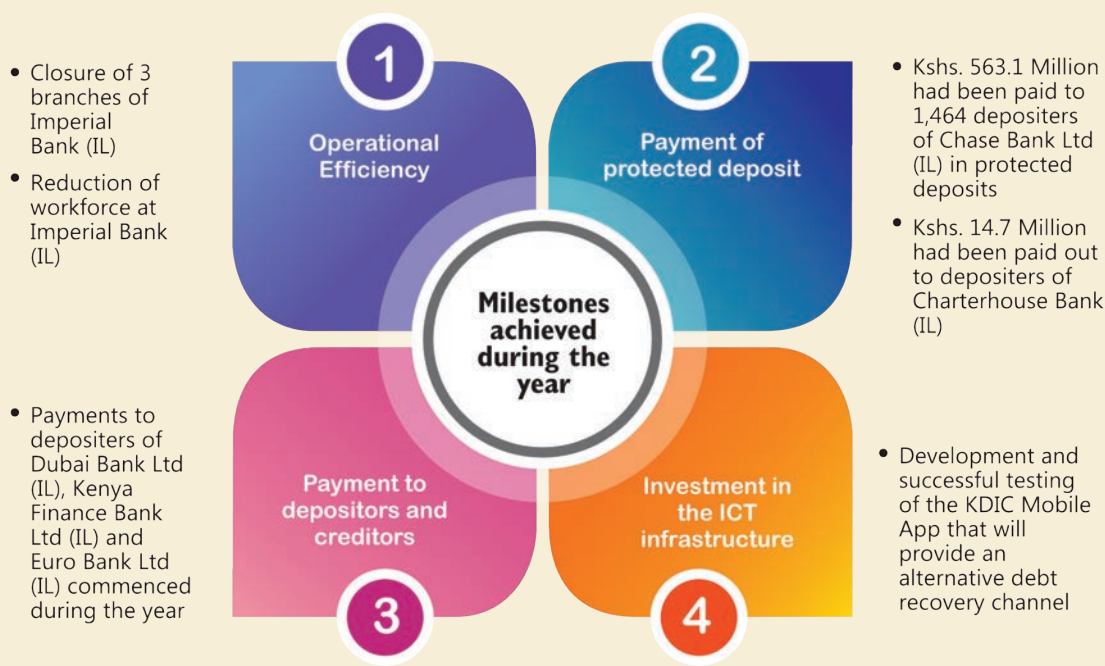 1
Operational
Efficiency
• Closure of 3
branches of
Imperial
Bank (IL)
• Reduction of
workforce at
Imperial Bank
(IL)
2
Payment of
protected deposit
• Kshs. 563.1 Million
had been paid to
1,464 depositers
of Chase Bank Ltd
(IL) in protected
deposits
• Kshs. 14.7 Million
had been paid out
to depositers of
Charterhouse Bank
(IL)
Milestones
achieved
during the
year
Payment to
depositors and
creditors
3
• Payments to
depositers of
Dubai Bank Ltd
(IL), Kenya
Finance Bank
Ltd (IL) and
Euro Bank Ltd
(IL) commenced
during the year
Investment in
the ICT
infrastructure
4
• Development and
successful testing
of the KDIC Mobile
App that will
provide an
alternative debt
recovery channel